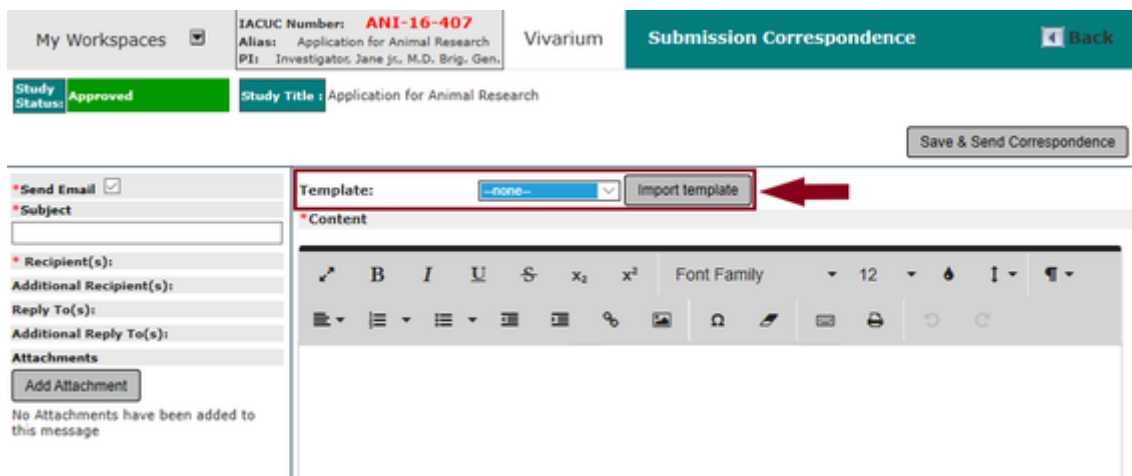 My Workspaces
IACUC Number: ANI-16-407
Alias: Application for Animal Research
PI: Investigator, Jane jr., M.D. Brig. Gen.
Vivarium
Submission Correspondence
Back
Study Status: Approved
Study Title : Application for Animal Research
Save & Send Correspondence
*Send Email
*Subject
* Recipient(s):
Additional Recipient(s):
Reply To(s):
Additional Reply To(s):
Attachments
Add Attachment
No Attachments have been added to
this message
Template: --none-- Import template
*Content
B I U S x₂ x² Font Family 12